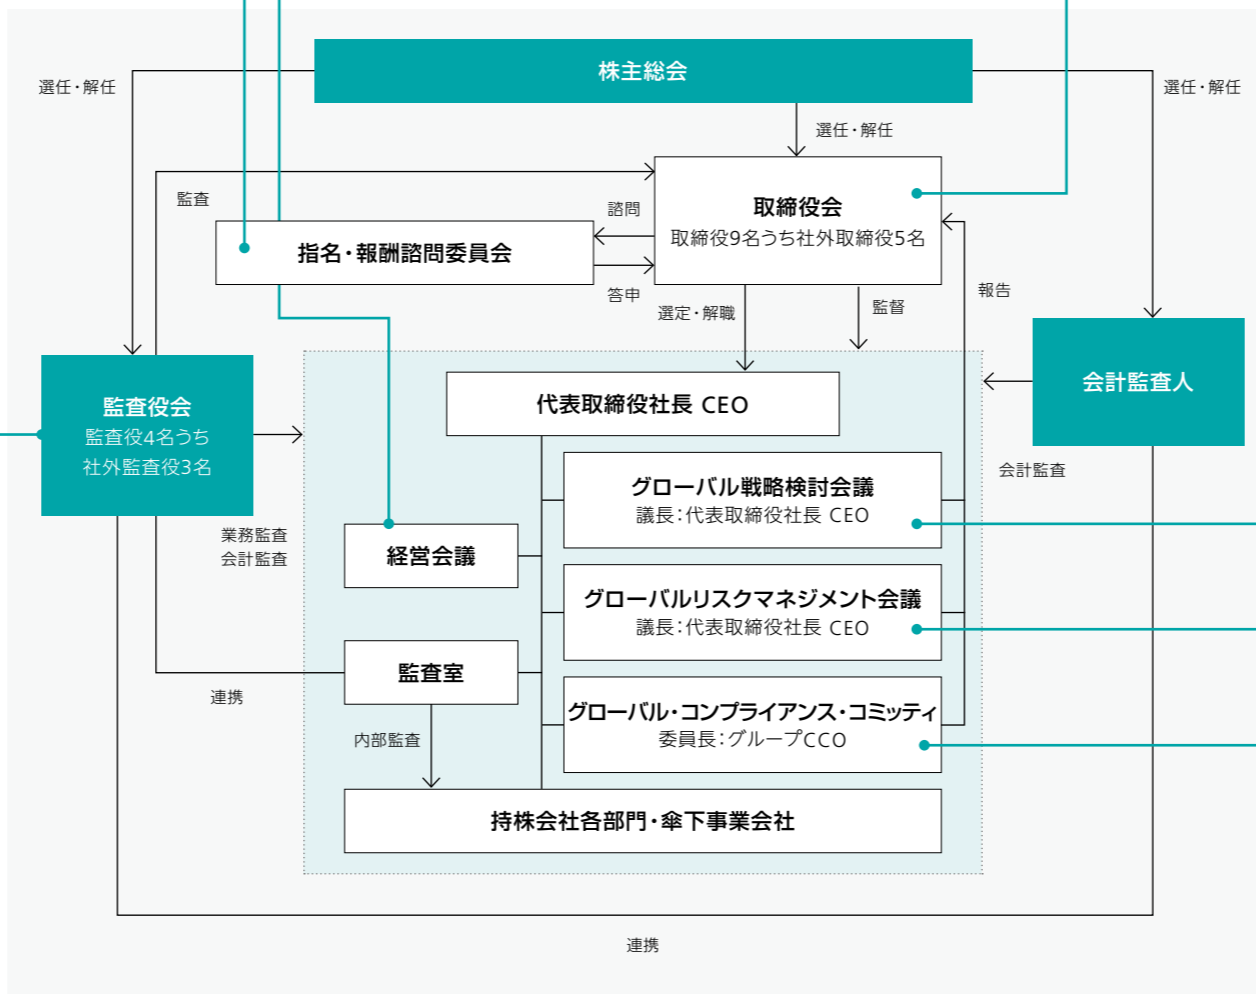 株主総会
選任・解任
選任・解任
選任・解任
監査
諮問
取締役会
取締役9名うち社外取締役5名
指名・報酬諮問委員会
答申
選定・解職
監督
報告
監査役会
監査役4名うち
社外監査役3名
代表取締役社長 CEO
会計監査人
会計監査
グローバル戦略検討会議
議長：代表取締役社長 CEO
業務監査
会計監査
経営会議
グローバルリスクマネジメント会議
議長：代表取締役社長 CEO
監査室
連携
グローバル・コンプライアンス・コミッティ
委員長：グループCCO
内部監査
持株会社各部門・傘下事業会社
連携